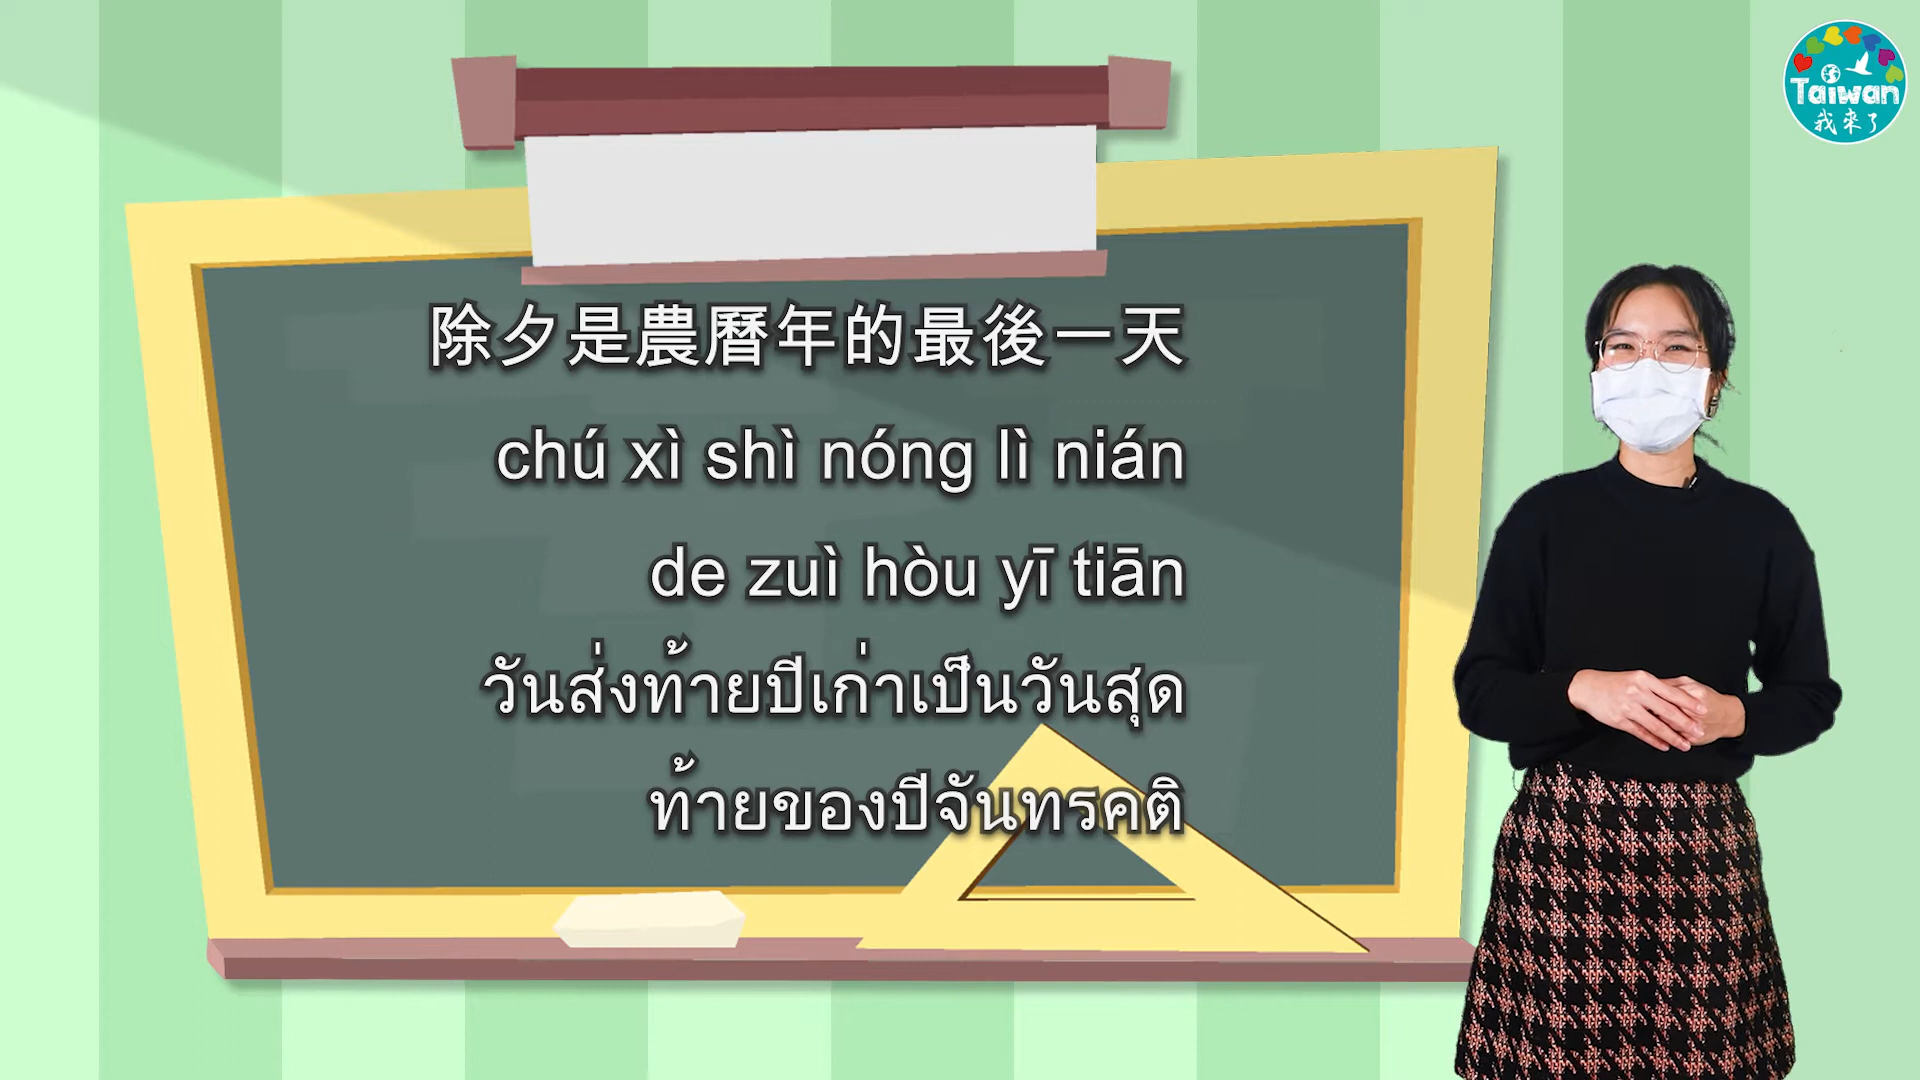 除夕是農曆年的最後一天
chú xì shì nóng lì nián
de zuì hòu yī tiān
วันส่งท้ายปีเก่าเป็นวันสุด
ท้ายของปีจันทรคติ
Taiwan
我來了